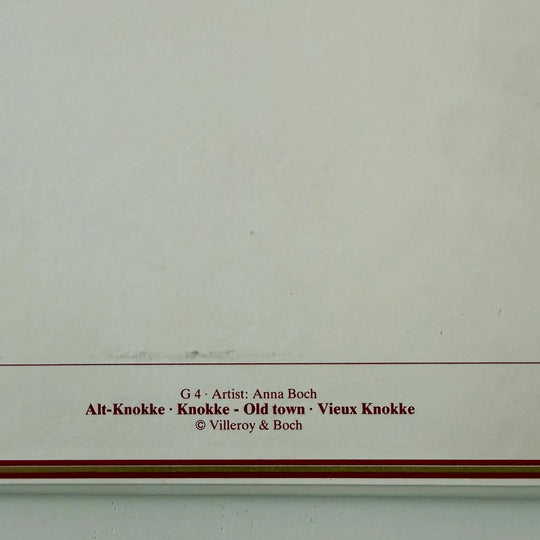 G 4 · Artist: Anna Boch
Alt-Knokke · Knokke - Old town · Vieux Knokke
© Villeroy & Boch